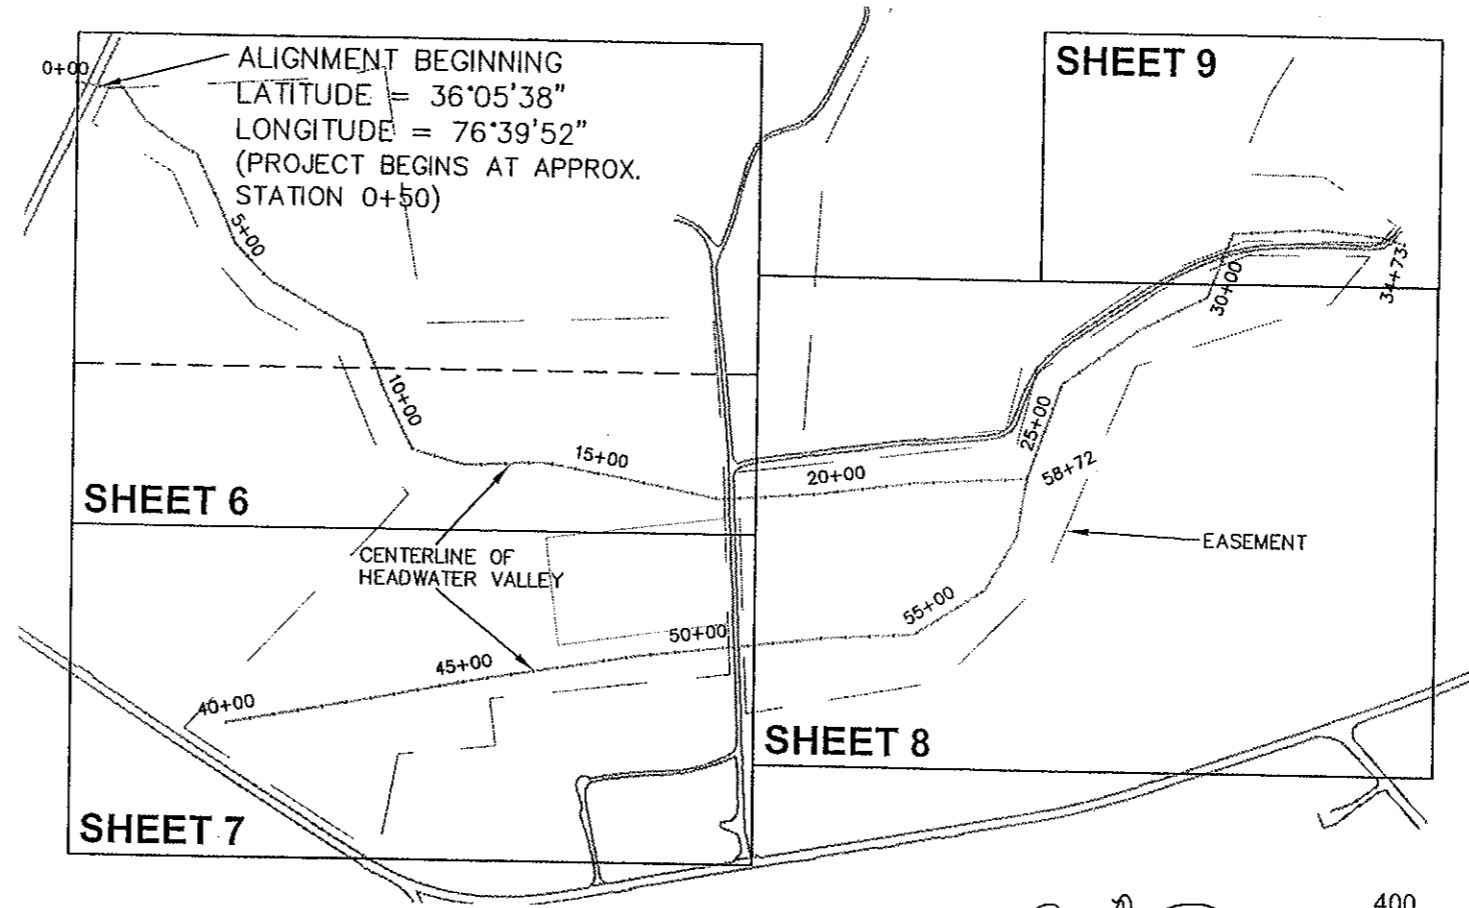 0+00
ALIGNMENT BEGINNING
LATITUDE = 36°05'38"
LONGITUDE = 76°39'52"
(PROJECT BEGINS AT APPROX.
STATION 0+50)
SHEET 9
5+00
30+00
34+73
10+00
15+00
20+00
25+00
58+72
SHEET 6
CENTERLINE OF
HEADWATER VALLEY
EASEMENT
55+00
50+00
45+00
40+00
SHEET 8
SHEET 7
400